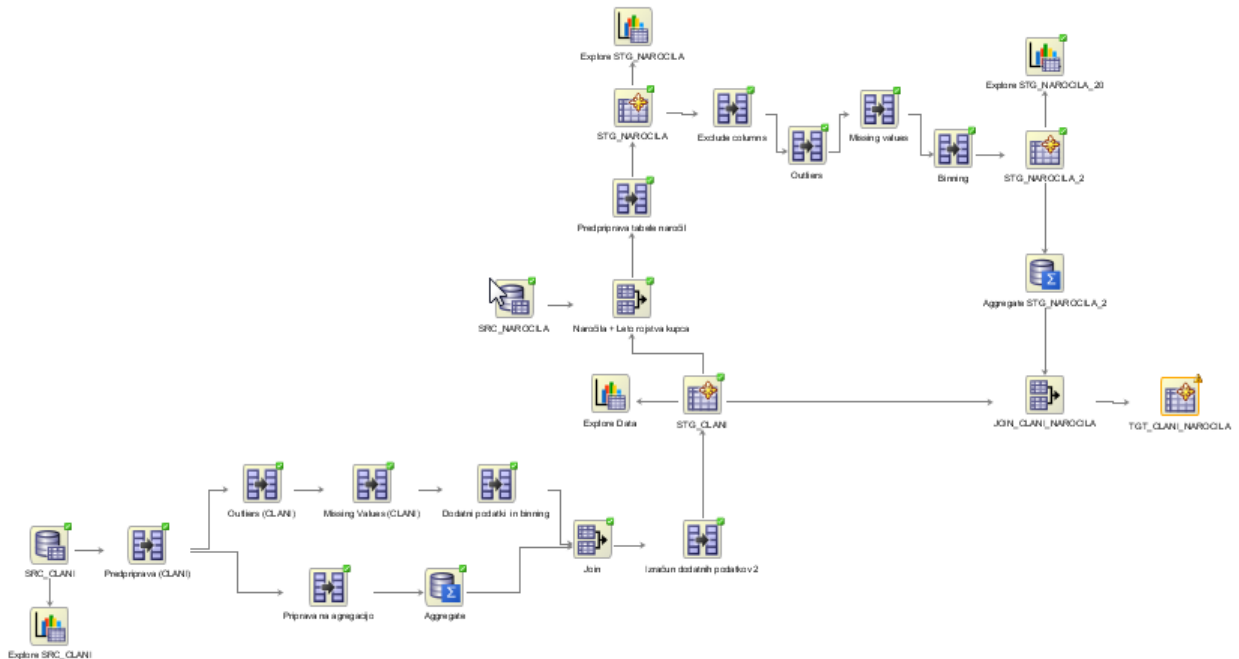 Explore STG_NAROCILA
Explore STG_NAROCILA_20
STG_NAROCILA
Exclude columns
Missing values
Outliers
Binning
STG_NAROCILA_2
Predpriprava tabele naročil
Aggregate STG_NAROCILA_2
SRC_NAROCILA
Naročila + Leto rojstva kupca
Explore Data
STG_CLANI
JOIN_CLANI_NAROCILA
TGT_CLANI_NAROCILA
Outliers (CLANI)
Missing Values (CLANI)
Dodatni podatki in binning
SRC_CLANI
Predpriprava (CLANI)
Join
Izračun dodatnih podatkov 2
Priprava na agregacijo
Aggregate
Explore SRC_CLANI